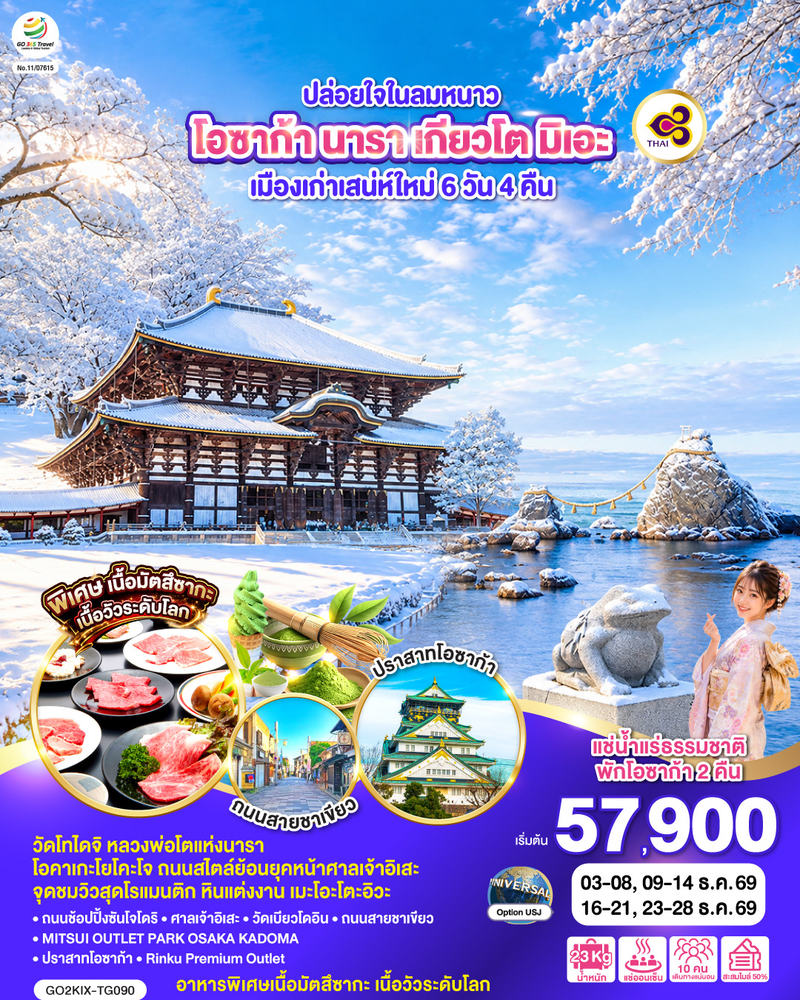 GO 365 Travel
Leaders in Global Tourism
No.11/07615
ปล่อยใจในลมหนาว
โอซาก้า นารา เกียวโต มิเอะ
เมืองเก่าเสน่ห์ใหม่ 6 วัน 4 คืน
THAI
พิเศษ เนื้อมัตสึซากะ
เนื้อวัวระดับโลก
ปราสาทโอซาก้า
ถนนสายชาเขียว
แช่น้ำแร่ธรรมชาติ
พักโอซาก้า 2 คืน
เริ่มต้น 57,900
วัดโทไดจิ หลวงพ่อโตแห่งนารา
โอคาเกะโยโคะโจ ถนนสไตล์ย้อนยุคหน้าศาลเจ้าอิเสะ
จุดชมวิวสุดโรแมนติก หินแต่งงาน เมะโอะโตะอิวะ
• ถนนช้อปปิ้งซันโจโดริ • ศาลเจ้าอิเสะ • วัดเบียวโดอิน • ถนนสายชาเขียว
• MITSUI OUTLET PARK OSAKA KADOMA
• ปราสาทโอซาก้า • Rinku Premium Outlet
UNIVERSAL
Option USJ
03-08, 09-14 ธ.ค.69
16-21, 23-28 ธ.ค.69
23 Kg
น้ำหนัก
แช่ออนเซ็น
10 คน
เดินทางแน่นอน
สะสมไมล์ 50%
GO2KIX-TG090
อาหารพิเศษเนื้อมัตสึซากะ เนื้อวัวระดับโลก